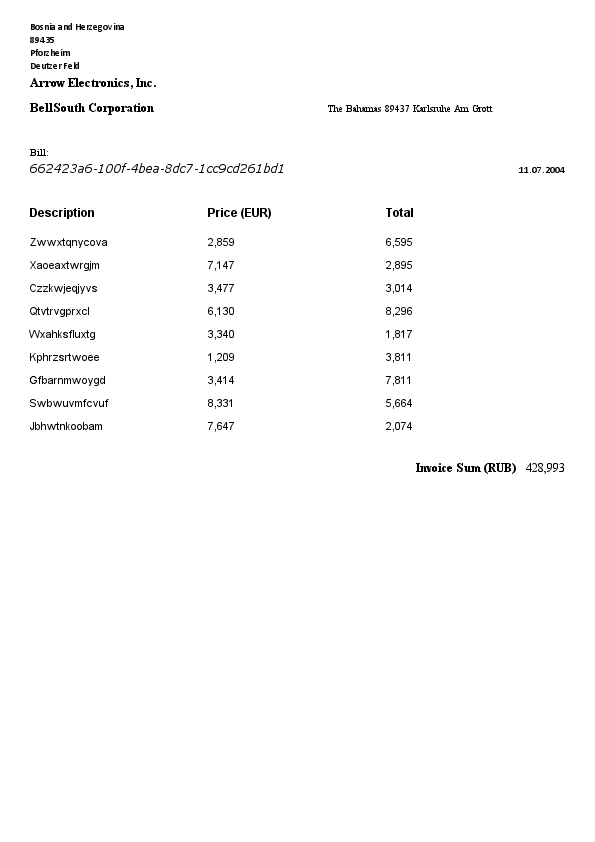 Bosnia and Herzegovina
89435
Pforzheim
Deutzer Feld
Arrow Electronics, Inc.
BellSouth Corporation The Bahamas 89437 Karlsruhe Am Grott
Bill:
662423a6-100f-4bea-8dc7-1cc9cd261bd1 11.07.2004
Description Price (EUR) Total
Zwwxtqnycova 2,859 6,595
Xaoeaxtwrgjm 7,147 2,895
Czzkwjeqjyvs 3,477 3,014
Qtvtrvgprxcl 6,130 8,296
Wxahksfluxtg 3,340 1,817
Kphrzsrtwoee 1,209 3,811
Gfbarnmwoygd 3,414 7,811
Swbwuvmfcvuf 8,331 5,664
Jbhwtnkoobam 7,647 2,074
Invoice Sum (RUB) 428,993